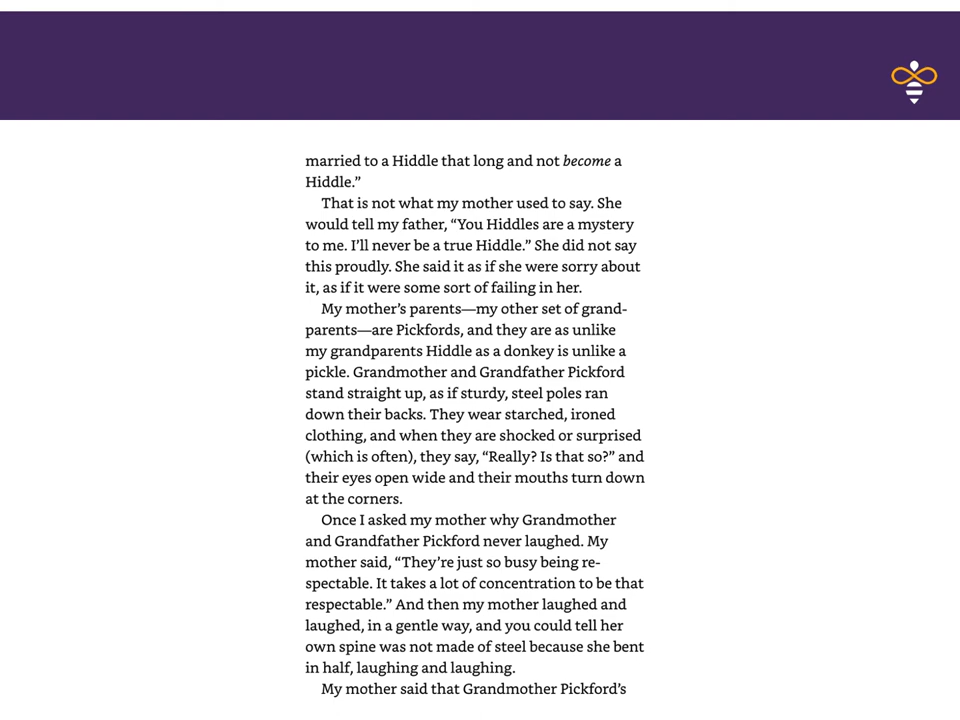 married to a Hiddle that long and not become a
Hiddle.”
That is not what my mother used to say. She
would tell my father, “You Hiddles are a mystery
to me. I’ll never be a true Hiddle.” She did not say
this proudly. She said it as if she were sorry about
it, as if it were some sort of failing in her.
My mother’s parents—my other set of grand-
parents—are Pickfords, and they are as unlike
my grandparents Hiddle as a donkey is unlike a
pickle. Grandmother and Grandfather Pickford
stand straight up, as if sturdy, steel poles ran
down their backs. They wear starched, ironed
clothing, and when they are shocked or surprised
(which is often), they say, “Really? Is that so?” and
their eyes open wide and their mouths turn down
at the corners.
Once I asked my mother why Grandmother
and Grandfather Pickford never laughed. My
mother said, “They’re just so busy being re-
spectable. It takes a lot of concentration to be that
respectable.” And then my mother laughed and
laughed, in a gentle way, and you could tell her
own spine was not made of steel because she bent
in half, laughing and laughing.
My mother said that Grandmother Pickford’s